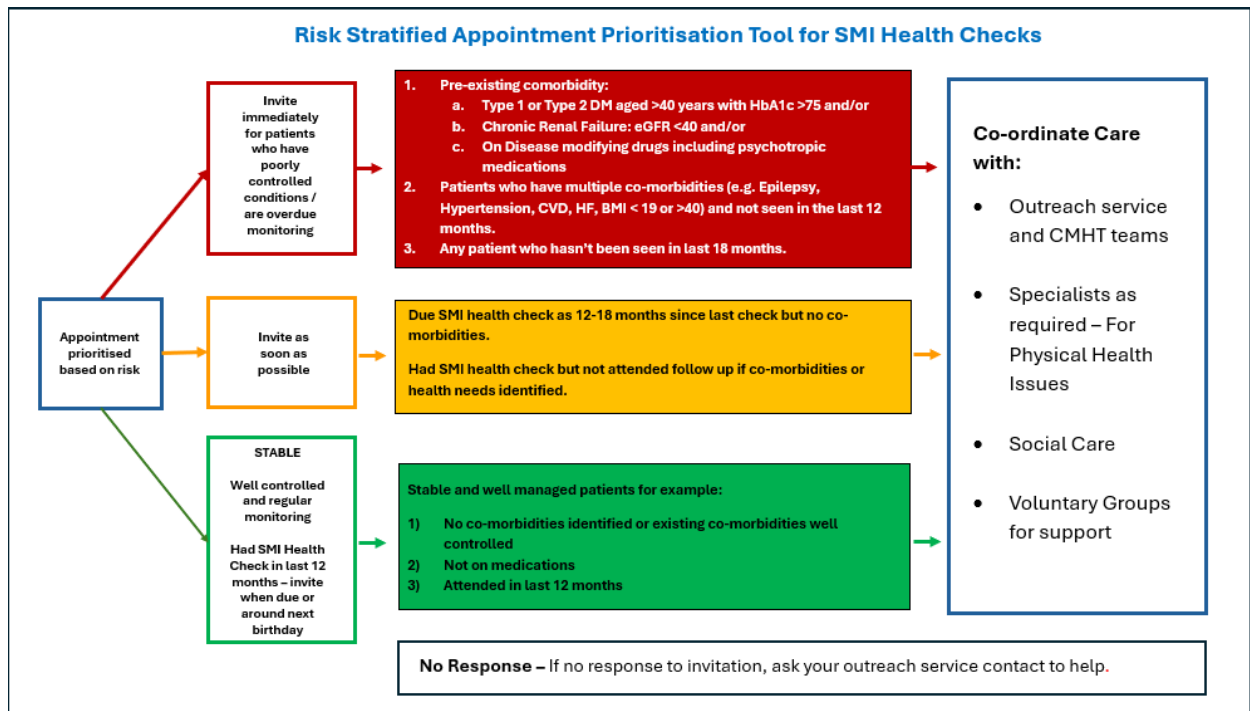 Risk Stratified Appointment Prioritisation Tool for SMI Health Checks
Appointment
prioritised
based on risk
Invite
immediately
for patients
who have
poorly
controlled
conditions /
are overdue
monitoring
1. Pre-existing comorbidity:
a. Type 1 or Type 2 DM aged >40 years with HbA1c >75 and/or
b. Chronic Renal Failure: eGFR <40 and/or
c. On Disease modifying drugs including psychotropic
medications
2. Patients who have multiple co-morbidities (e.g. Epilepsy,
Hypertension, CVD, HF, BMI < 19 or >40) and not seen in the last 12
months.
3. Any patient who hasn't been seen in last 18 months.
Invite as
soon as
possible
Due SMI health check as 12-18 months since last check but no co-
morbidities.
Had SMI health check but not attended follow up if co-morbidities or
health needs identified.
STABLE
Well controlled
and regular
monitoring
Had SMI Health
Check in last 12
months – invite
when due or
around next
birthday
Stable and well managed patients for example:
1) No co-morbidities identified or existing co-morbidities well
controlled
2) Not on medications
3) Attended in last 12 months
Co-ordinate Care
with:
• Outreach service
and CMHT teams
• Specialists as
required – For
Physical Health
Issues
• Social Care
• Voluntary Groups
for support
No Response – If no response to invitation, ask your outreach service contact to help.